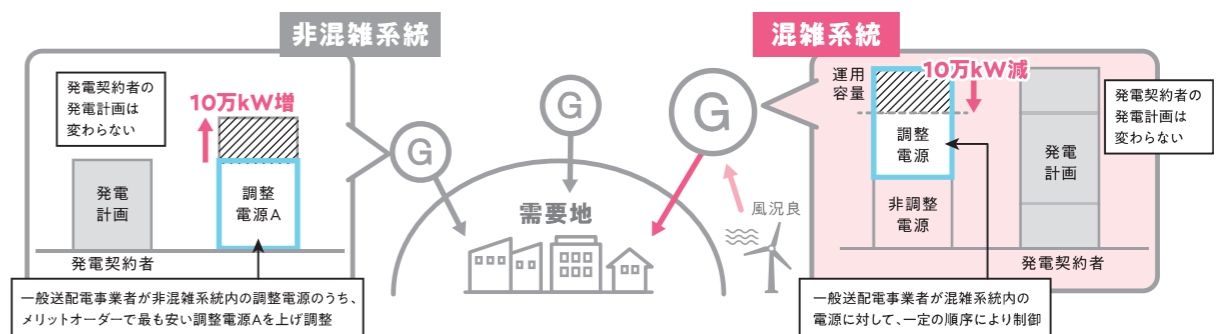 非混雑系統
発電契約者の
発電計画は
変わらない
10万kW増
発電
計画
調整
電源A
発電契約者
一般送配電事業者が非混雑系統内の調整電源のうち、
メリットオーダーで最も安い調整電源Aを上げ調整
G
G
G
需要地
風況良
混雑系統
運用
容量
10万kW減
調整
電源
非調整
電源
発電
計画
発電契約者の
発電計画は
変わらない
発電契約者
一般送配電事業者が混雑系統内の
電源に対して、一定の順序により制御